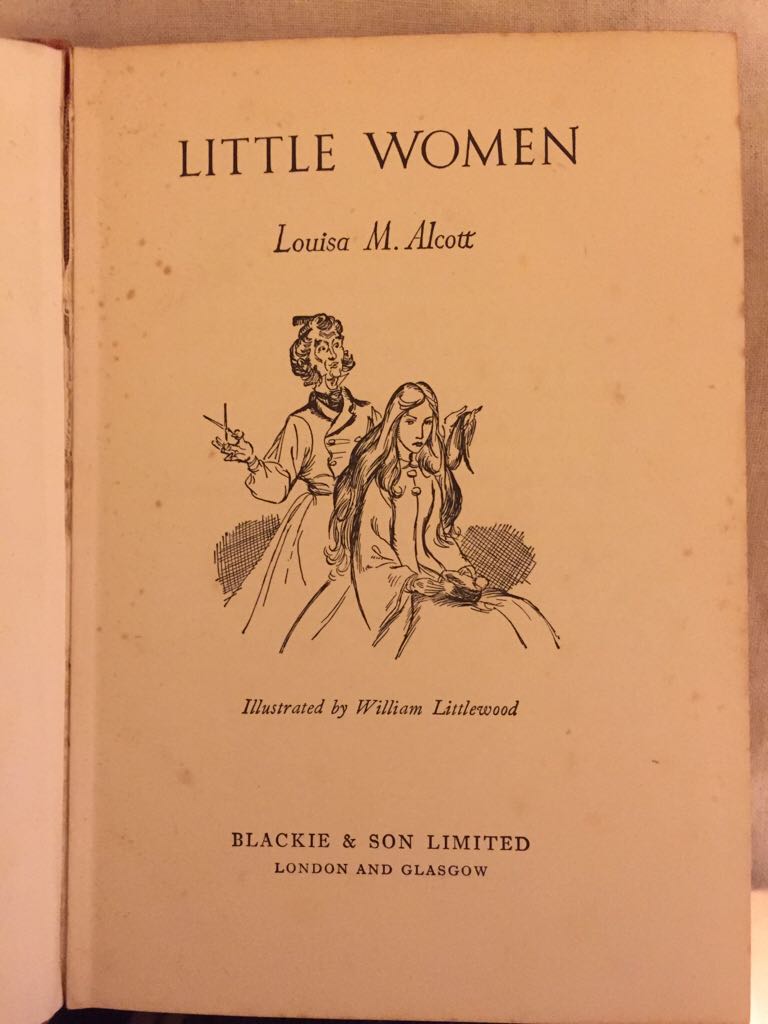 LITTLE WOMEN
Louisa M. Alcott
Illustrated by William Littlewood
BLACKIE & SON LIMITED
LONDON AND GLASGOW